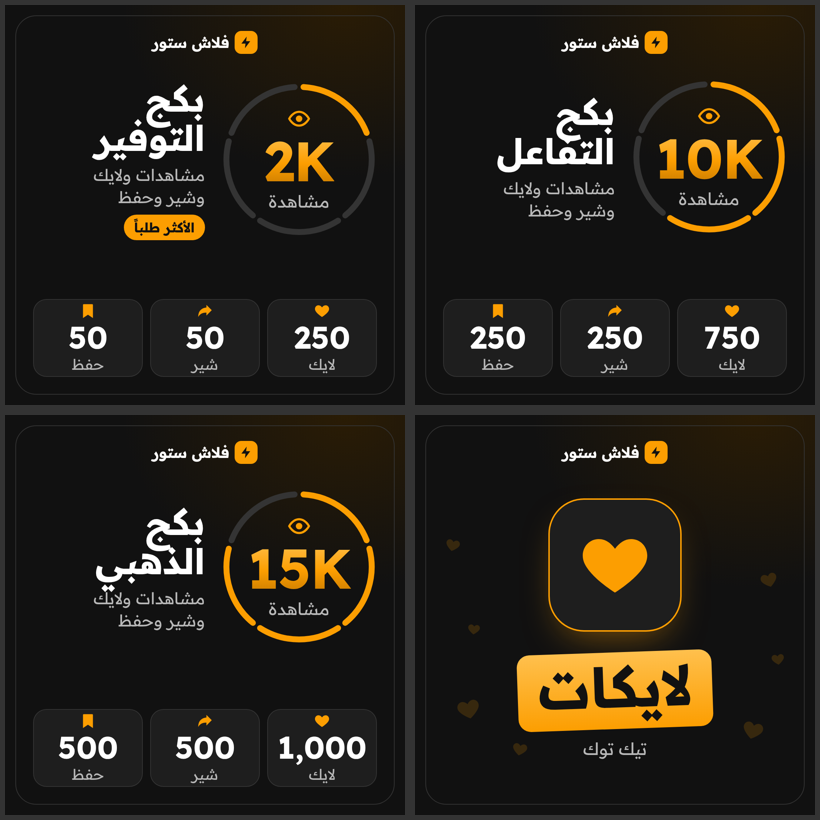 فلاش ستور
بكج
التوفير
مشاهدات ولايك
وشير وحفظ
الأكثر طلباً
2K
مشاهدة
250
لايك
50
شير
50
حفظ
فلاش ستور
بكج
التفاعل
مشاهدات ولايك
وشير وحفظ
10K
مشاهدة
750
لايك
250
شير
250
حفظ
فلاش ستور
بكج
الذهبي
مشاهدات ولايك
وشير وحفظ
15K
مشاهدة
1,000
لايك
500
شير
500
حفظ
فلاش ستور
لايكات
تيك توك